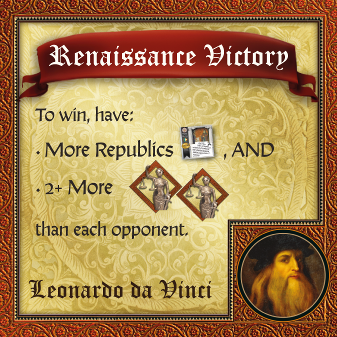 Renaissance Victory
To win, have:
• More Republics , AND
• 2+ More
than each opponent.
Leonardo da Vinci